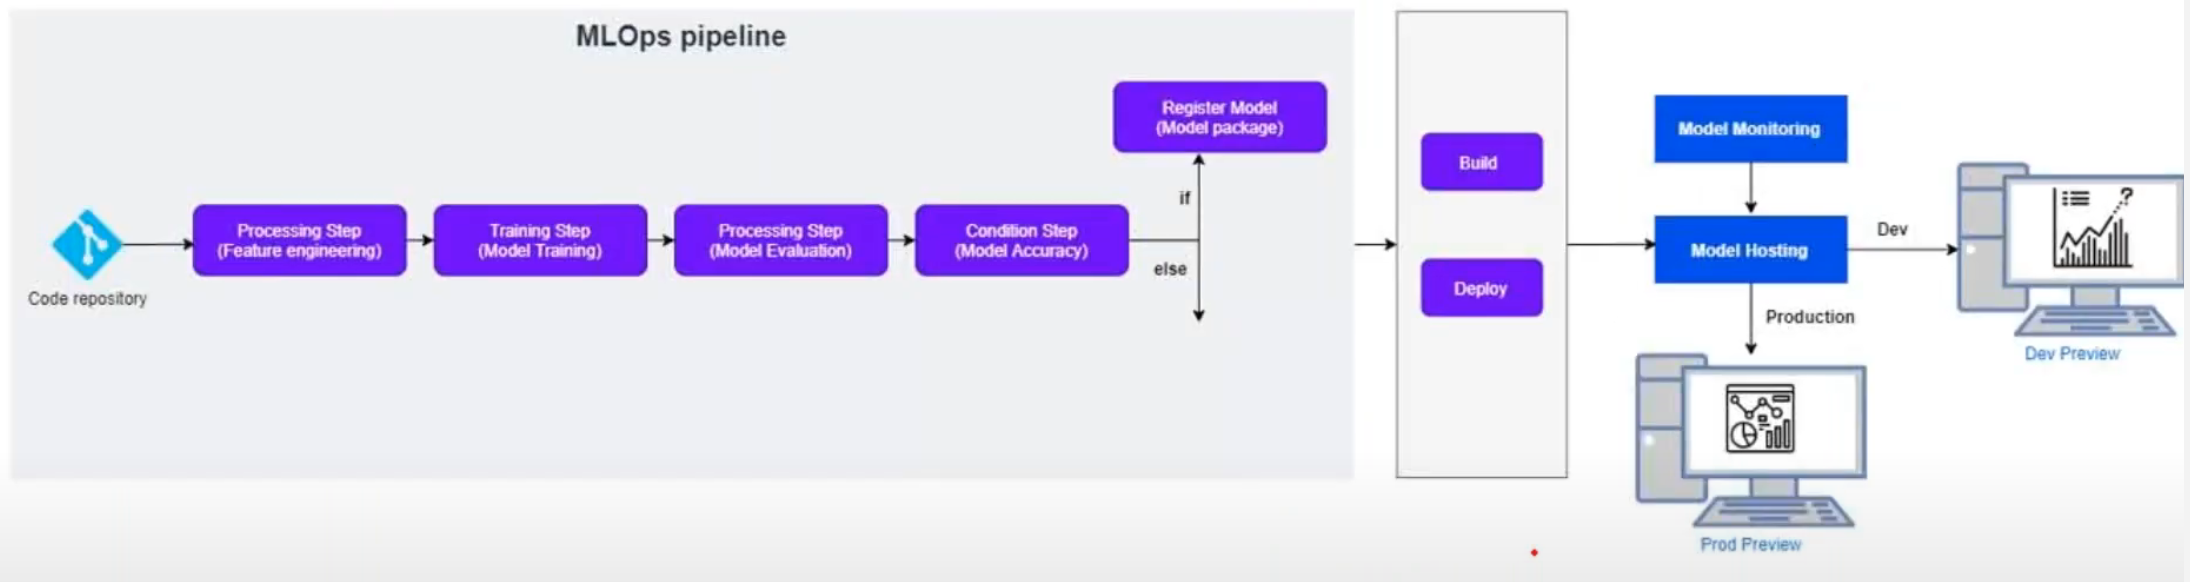 MLOps pipeline
Register Model
(Model package)
if
else
Code repository
Processing Step
(Feature engineering)
Training Step
(Model Training)
Processing Step
(Model Evaluation)
Condition Step
(Model Accuracy)
Build
Deploy
Model Monitoring
Model Hosting
Dev
Production
Dev Preview
Prod Preview